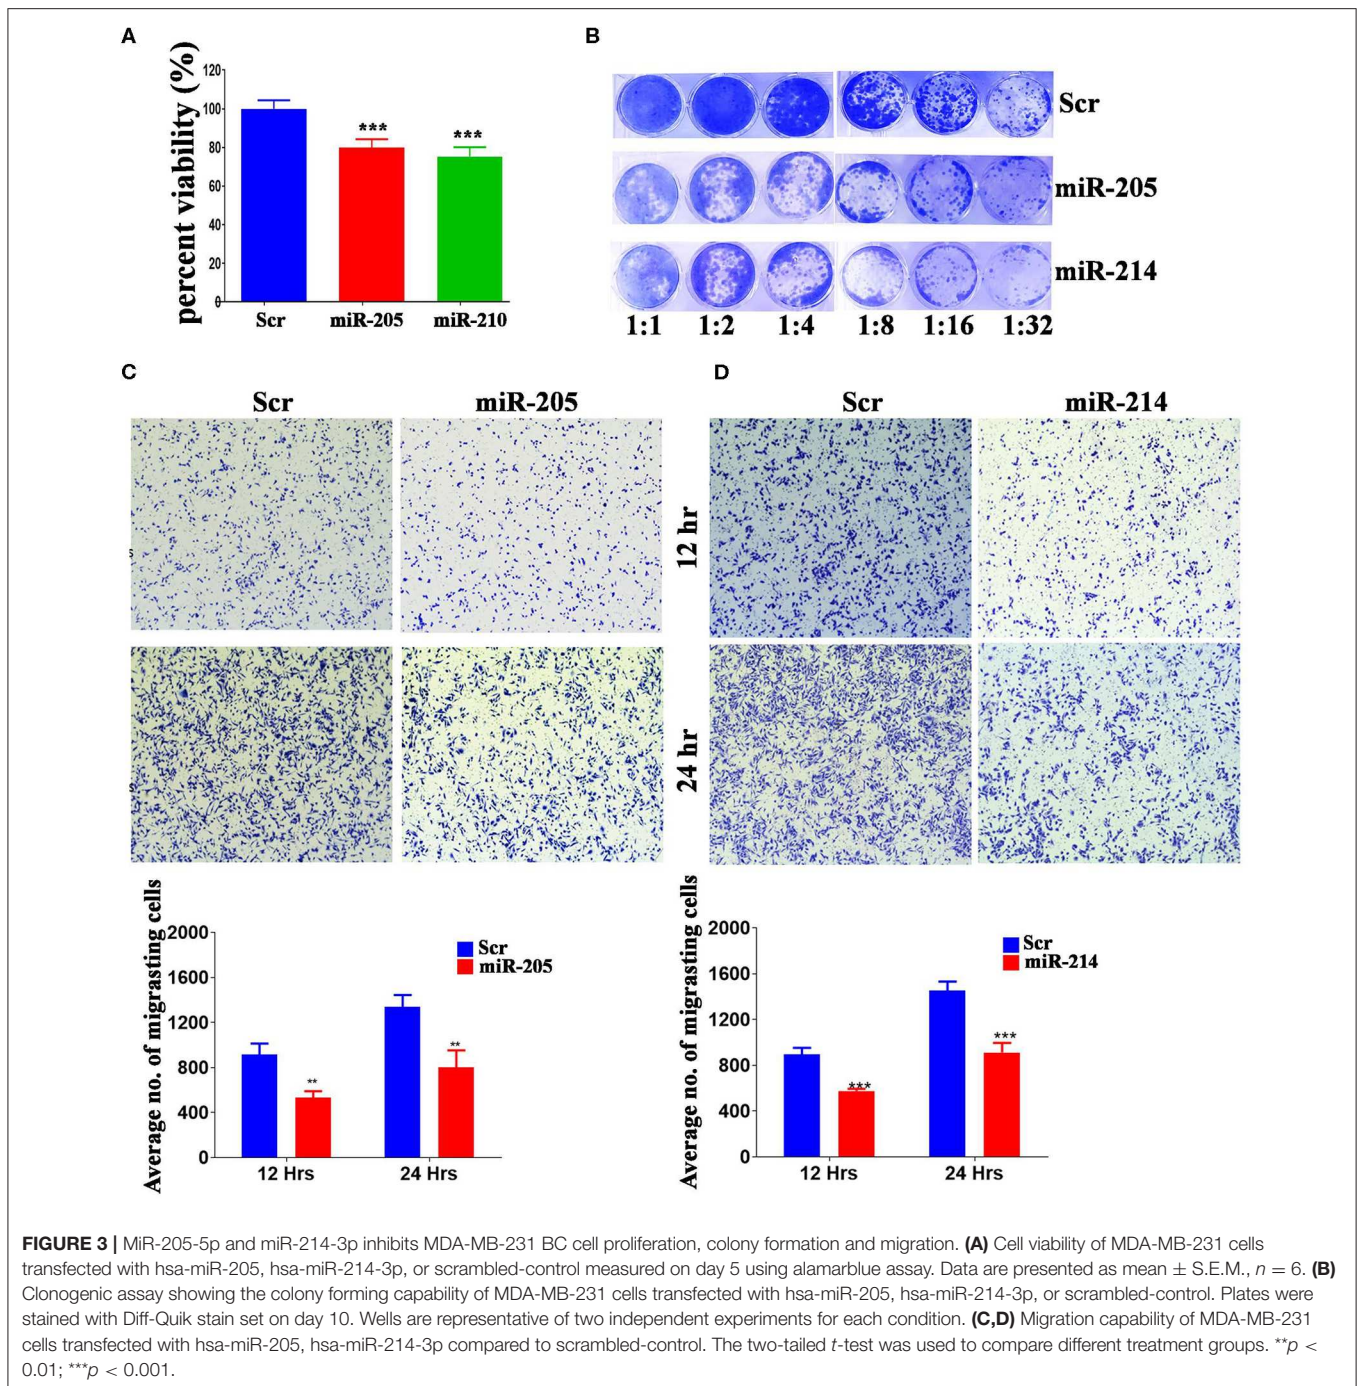 A
percent viability (%)
120
100
80
60
40
20
0
***
***
Scr miR-205 miR-210
B
Scr
miR-205
miR-214
1:1 1:2 1:4 1:8 1:16 1:32
C
Scr miR-205
D
Scr miR-214
12 hr
24 hr
Average no. of migrasting cells
2000
1600
1200
800
400
0
Scr
miR-205
**
**
12 Hrs 24 Hrs
Average no. of migrasting cells
2000
1600
1200
800
400
0
Scr
miR-214
***
***
12 Hrs 24 Hrs
FIGURE 3 | MiR-205-5p and miR-214-3p inhibits MDA-MB-231 BC cell proliferation, colony formation and migration. (A) Cell viability of MDA-MB-231 cells
transfected with hsa-miR-205, hsa-miR-214-3p, or scrambled-control measured on day 5 using alamarblue assay. Data are presented as mean ± S.E.M., n = 6. (B)
Clonogenic assay showing the colony forming capability of MDA-MB-231 cells transfected with hsa-miR-205, hsa-miR-214-3p, or scrambled-control. Plates were
stained with Diff-Quik stain set on day 10. Wells are representative of two independent experiments for each condition. (C,D) Migration capability of MDA-MB-231
cells transfected with hsa-miR-205, hsa-miR-214-3p compared to scrambled-control. The two-tailed t-test was used to compare different treatment groups. **p <
0.01; ***p < 0.001.